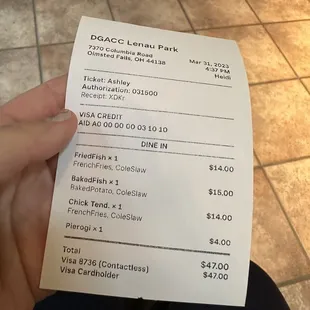 DGACC Lenau Park
7370 Columbia Road
Olmsted Falls, OH 44138
Mar 31, 2023
4:37 PM
Heidi
Ticket: Ashley
Authorization: 031500
Receipt: XDKr
VISA CREDIT
AID A0 00 00 00 03 10 10
DINE IN
FriedFish × 1 $14.00
FrenchFries, ColeSlaw
BakedFish × 1 $15.00
BakedPotato, ColeSlaw
Chick Tend. × 1 $14.00
FrenchFries, ColeSlaw
Pierogi × 1 $4.00
Total $47.00
Visa 8736 (Contactless) $47.00
Visa Cardholder